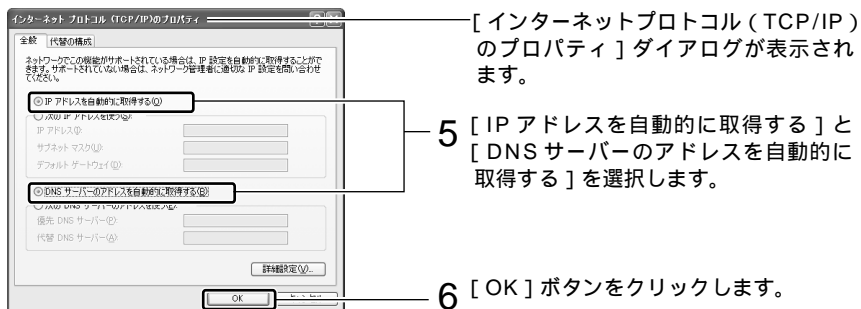 インターネット プロトコル (TCP/IP)のプロパティ
全般 代替の構成
ネットワークでこの機能がサポートされている場合は、IP 設定を自動的に取得することがで
きます。サポートされていない場合は、ネットワーク管理者に適切な IP 設定を問い合わせ
てください。
IP アドレスを自動的に取得する(O)
次の IP アドレスを使う(S):
IP アドレス(I):
サブネット マスク(U):
デフォルト ゲートウェイ(D):
DNS サーバーのアドレスを自動的に取得する(B)
次の DNS サーバーのアドレスを使う(E):
優先 DNS サーバー(P):
代替 DNS サーバー(A):
詳細設定(V)...
OK
[インターネットプロトコル(TCP/IP)
のプロパティ]ダイアログが表示され
ます。
5 [IP アドレスを自動的に取得する]と
[DNS サーバーのアドレスを自動的に
取得する]を選択します。
6 [OK]ボタンをクリックします。